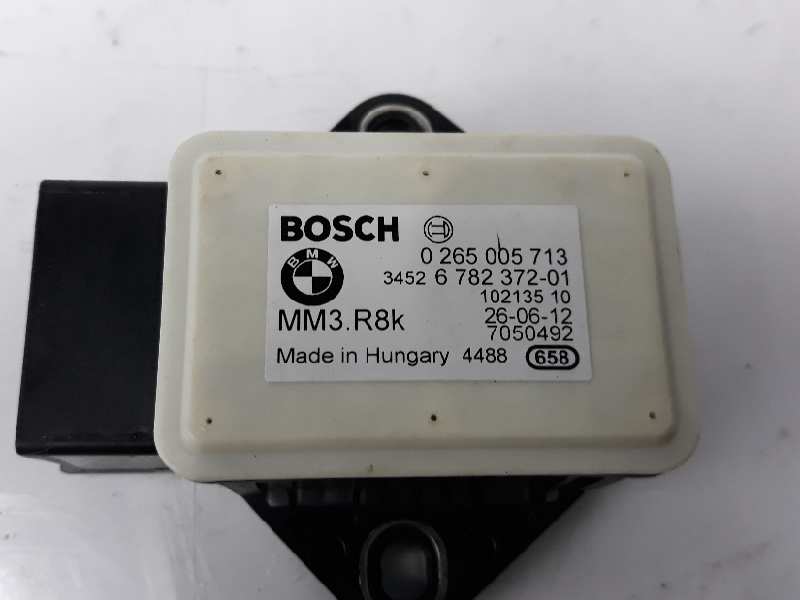 BOSCH
0 265 005 713
BMW
3452 6 782 372-01
102135 10
MM3.R8k
26-06-12
7050492
Made in Hungary 4488 658